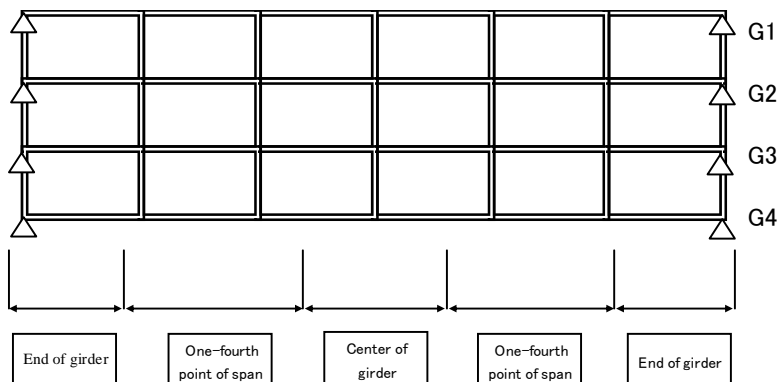 G1
G2
G3
G4
End of girder
One-fourth
point of span
Center of
girder
One-fourth
point of span
End of girder